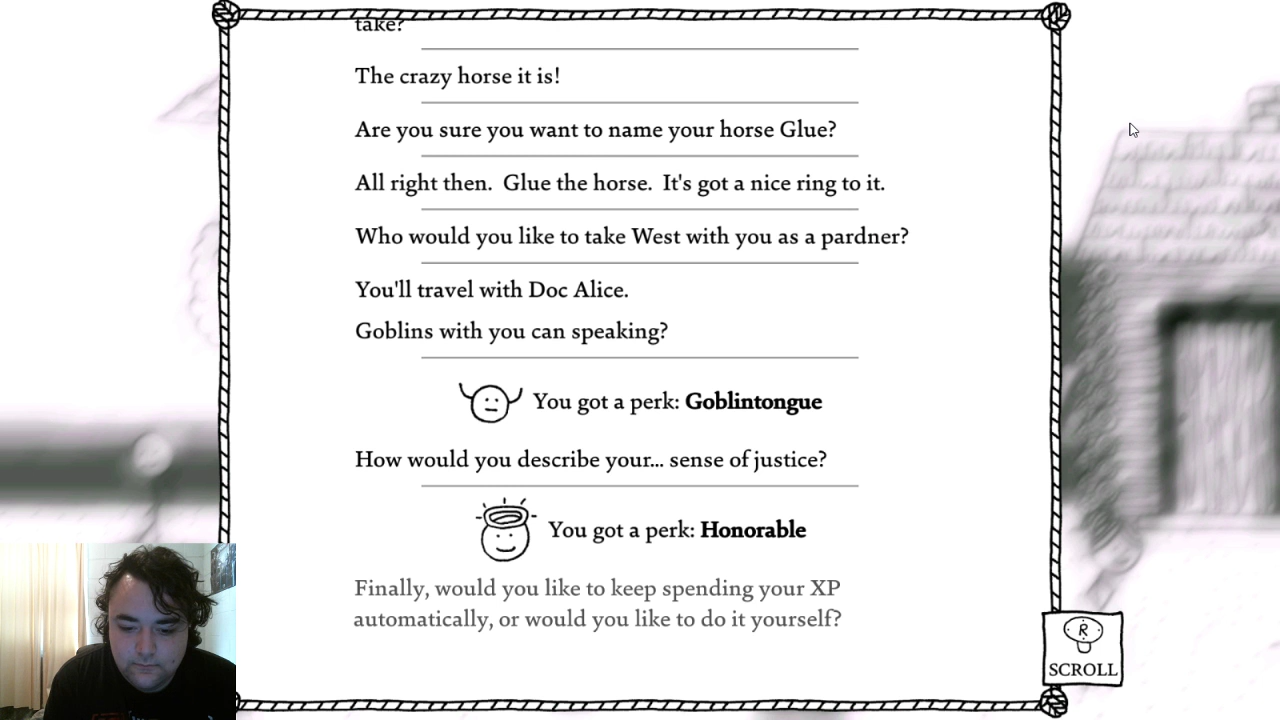 take?
The crazy horse it is!
Are you sure you want to name your horse Glue?
All right then.  Glue the horse.  It's got a nice ring to it.
Who would you like to take West with you as a pardner?
You'll travel with Doc Alice.
Goblins with you can speaking?
You got a perk: Goblintongue
How would you describe your... sense of justice?
You got a perk: Honorable
Finally, would you like to keep spending your XP
automatically, or would you like to do it yourself?
R
SCROLL